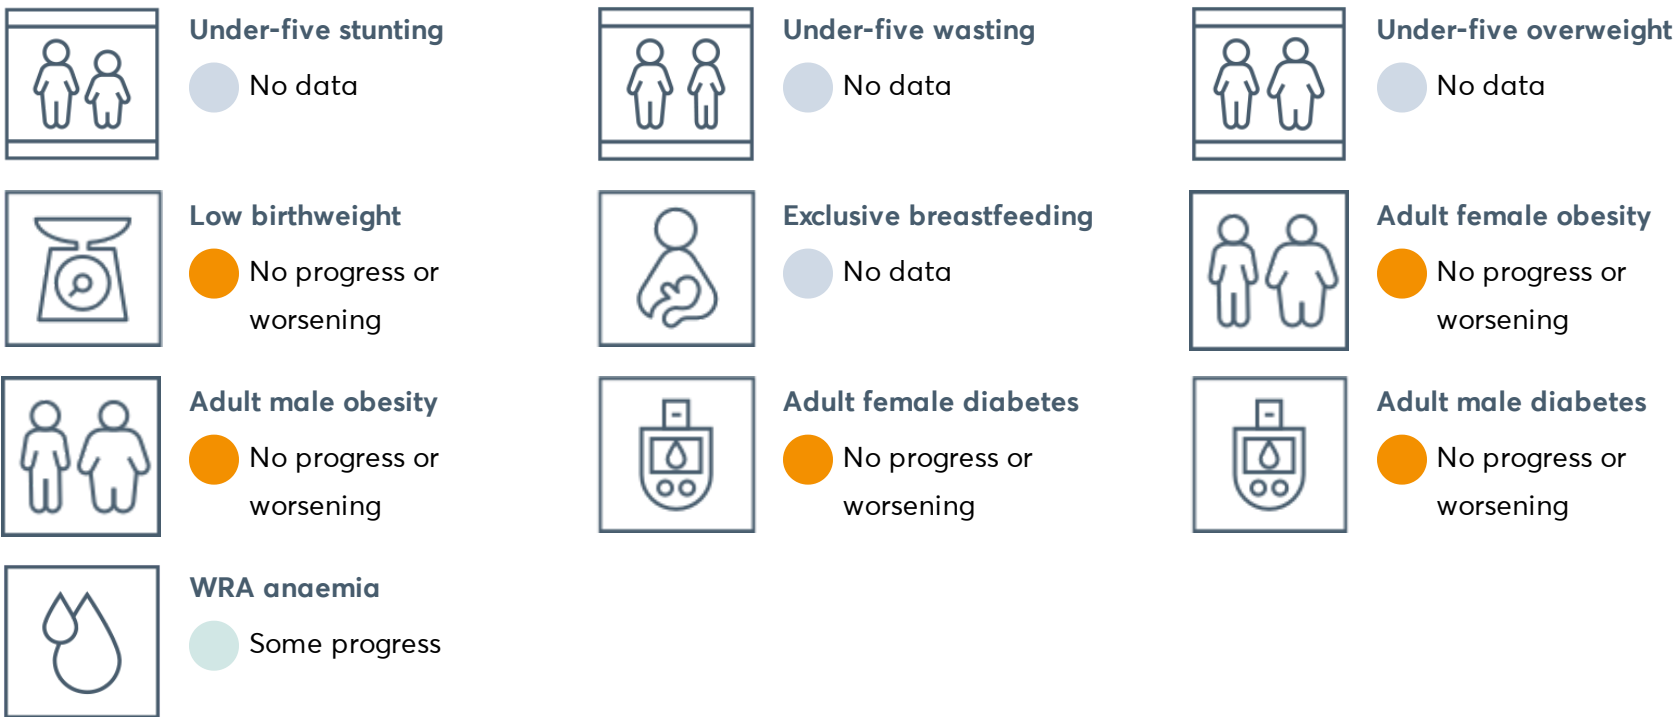 Under-five stunting
No data
Under-five wasting
No data
Under-five overweight
No data
Low birthweight
No progress or
worsening
Exclusive breastfeeding
No data
Adult female obesity
No progress or
worsening
Adult male obesity
No progress or
worsening
Adult female diabetes
No progress or
worsening
Adult male diabetes
No progress or
worsening
WRA anaemia
Some progress